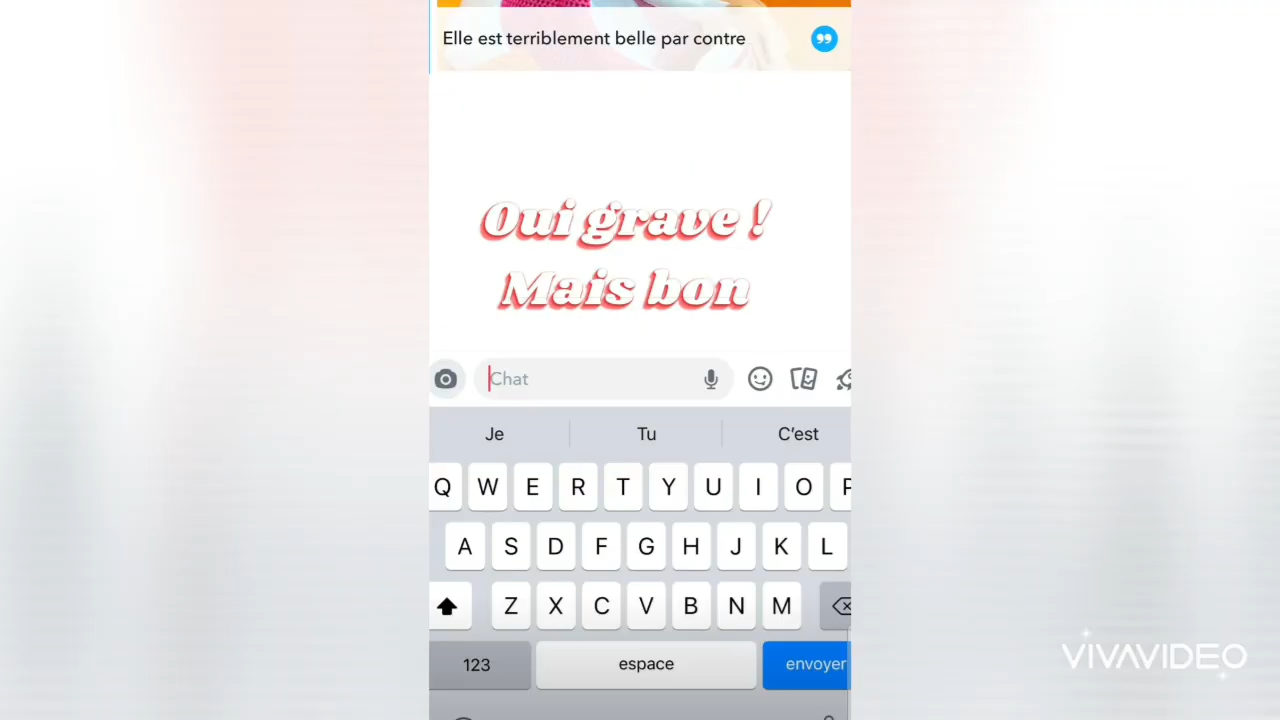 Elle est terriblement belle par contre
Oui grave !
Mais bon
Chat
Je Tu C'est
Q W E R T Y U I O P
A S D F G H J K L
Z X C V B N M
123 espace envoyer
VIVAVIDEO